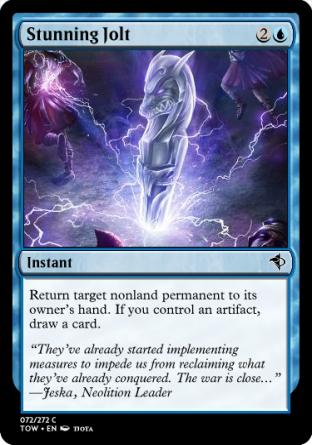 Stunning Jolt 2
Instant
Return target nonland permanent to its
owner's hand. If you control an artifact,
draw a card.
“They’ve already started implementing
measures to impede us from reclaiming what
they’ve already conquered. The war is close…”
—Jeska, Neolition Leader
072/272 C
TOW • EN